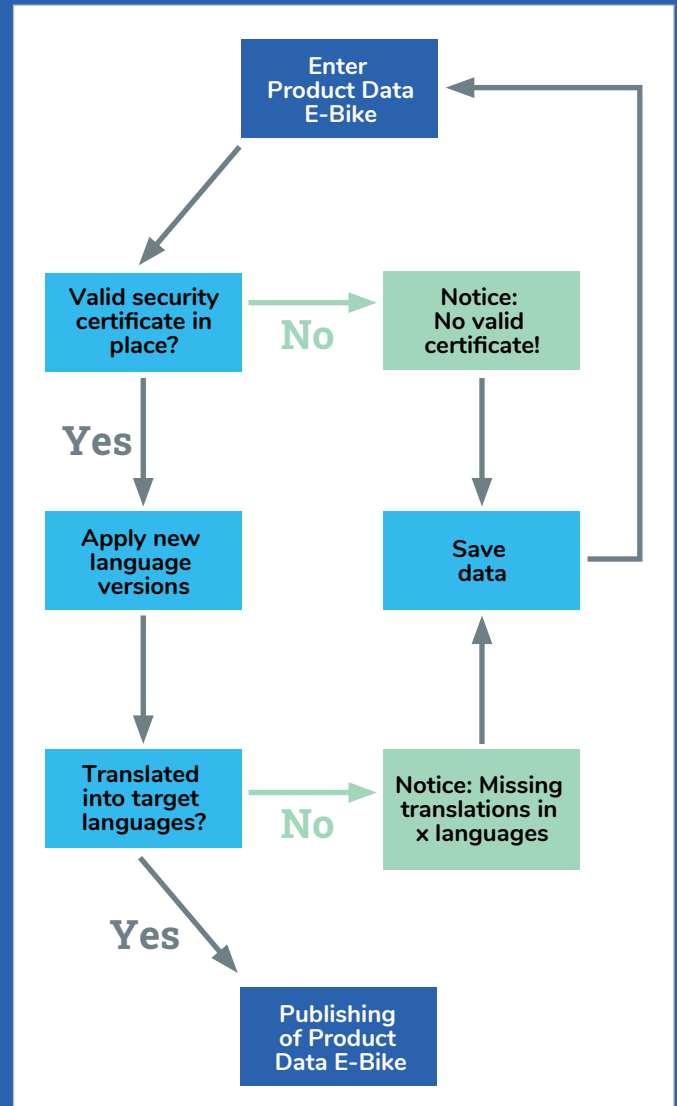 Enter
Product Data
E-Bike
Valid security
certificate in
place?
No
Notice:
No valid
certificate!
Yes
Apply new
language
versions
Save
data
Translated
into target
languages?
No
Notice: Missing
translations in
x languages
Yes
Publishing
of Product
Data E-Bike